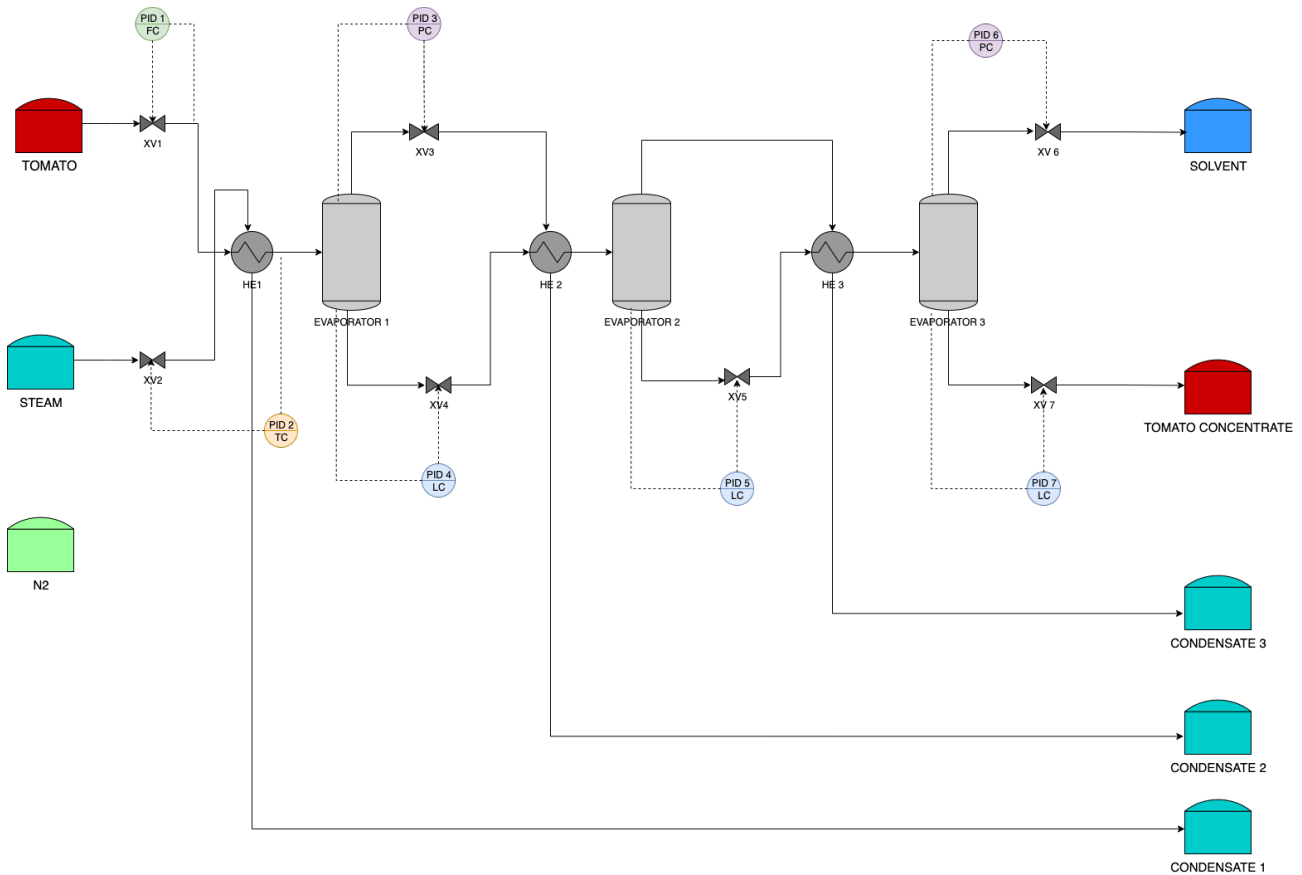 PID 1
FC
PID 3
PC
PID 6
PC
XV1
XV3
XV 6
TOMATO
SOLVENT
HE1
HE 2
HE 3
EVAPORATOR 1
EVAPORATOR 2
EVAPORATOR 3
XV2
XV4
XV5
XV 7
STEAM
TOMATO CONCENTRATE
PID 2
TC
PID 4
LC
PID 5
LC
PID 7
LC
N2
CONDENSATE 3
CONDENSATE 2
CONDENSATE 1